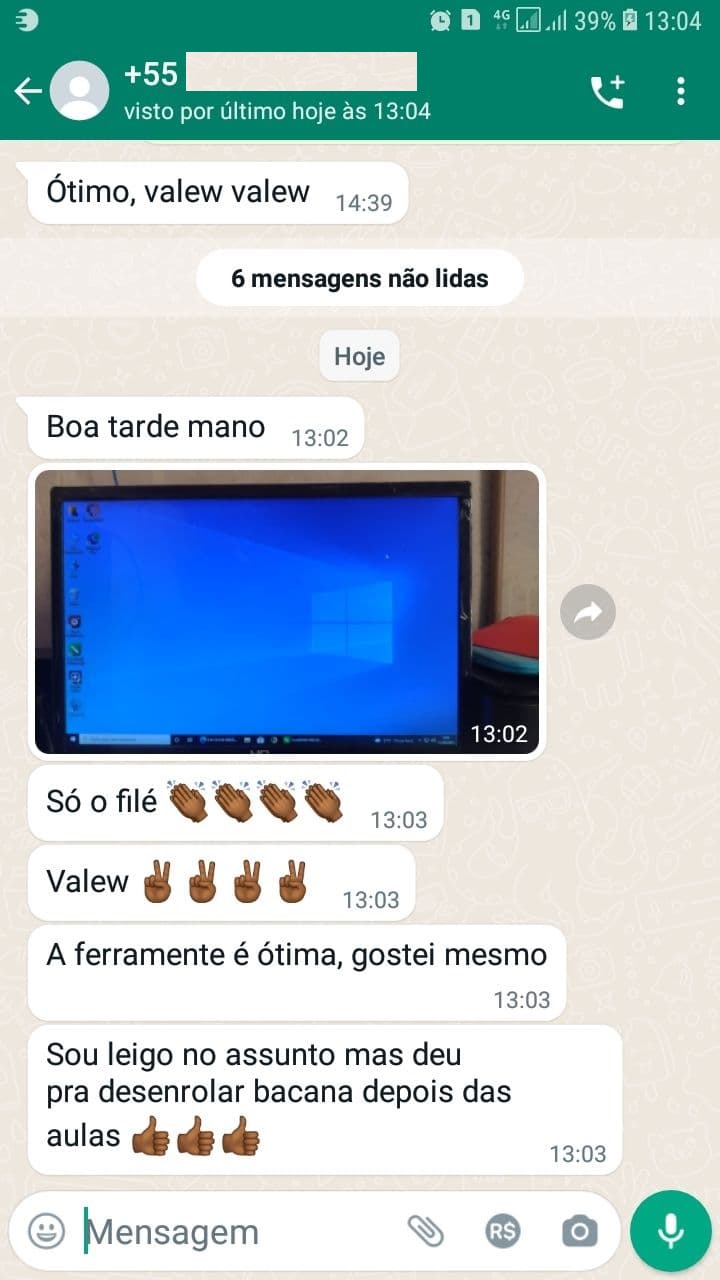 1 4G 39% 13:04
+55
visto por último hoje às 13:04
Ótimo, valew valew 14:39
6 mensagens não lidas
Hoje
Boa tarde mano 13:02
13:02
Só o filé 👏🏾👏🏾👏🏾👏🏾 13:03
Valew ✌🏾✌🏾✌🏾✌🏾 13:03
A ferramente é ótima, gostei mesmo
13:03
Sou leigo no assunto mas deu
pra desenrolar bacana depois das
aulas 👍🏾👍🏾👍🏾
13:03
Mensagem R$